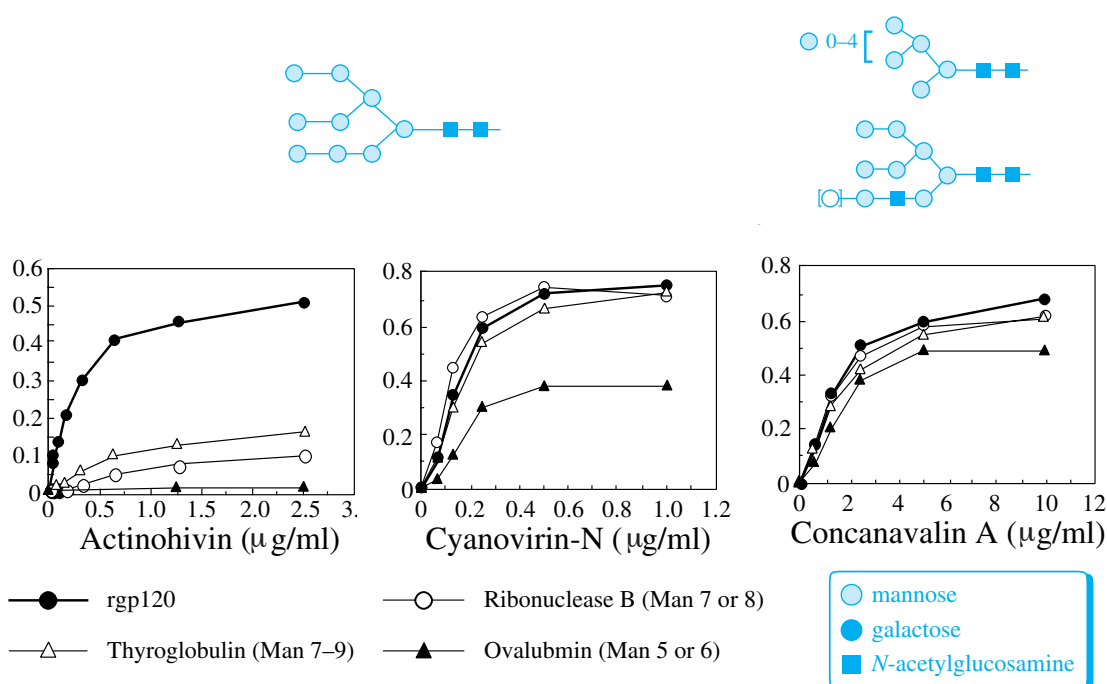 0–4
0.6
0.5
0.4
0.3
0.2
0.1
0
0 0.5 1.0 1.5 2.0 2.5 3.
Actinohivin (μg/ml)
0.8
0.6
0.4
0.2
0
0 0.2 0.4 0.6 0.8 1.0 1.2
Cyanovirin-N (μg/ml)
0.8
0.6
0.4
0.2
0
0 2 4 6 8 10 12
Concanavalin A (μg/ml)
rgp120
Ribonuclease B (Man 7 or 8)
Thyroglobulin (Man 7–9)
Ovalubmin (Man 5 or 6)
mannose
galactose
N-acetylglucosamine